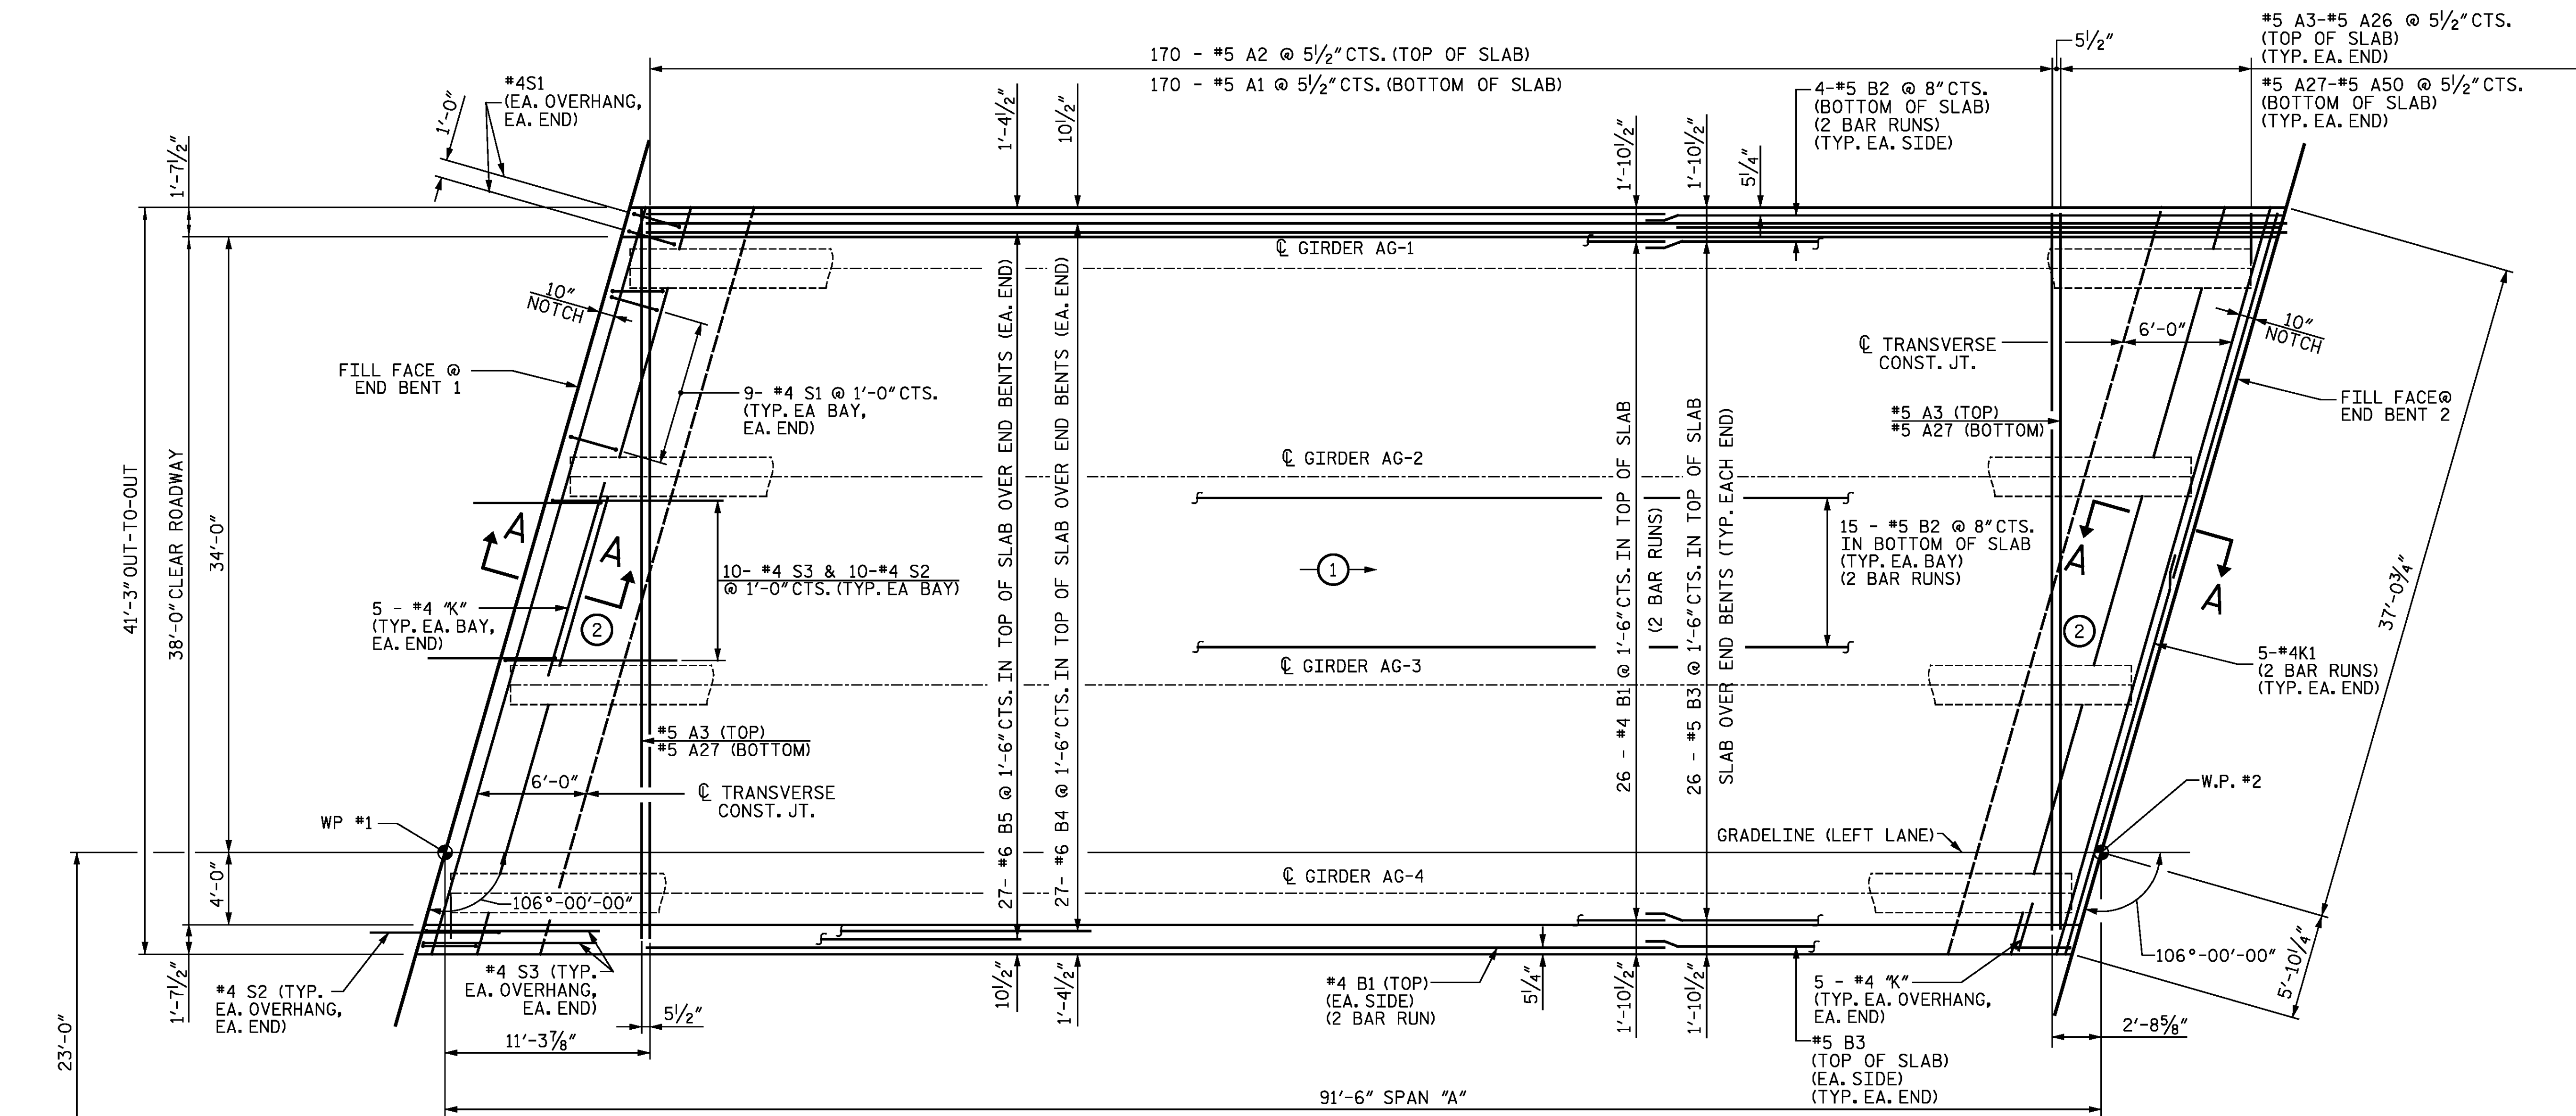 170 - #5 A2 @ 5½" CTS. (TOP OF SLAB)
170 - #5 A1 @ 5½" CTS. (BOTTOM OF SLAB)
5½"
#5 A3-#5 A26 @ 5½" CTS.
(TOP OF SLAB)
(TYP. EA. END)
#5 A27-#5 A50 @ 5½" CTS.
(BOTTOM OF SLAB)
(TYP. EA. END)
#4S1
(EA. OVERHANG,
EA. END)
1'-0"
1'-7½"
1'-4½"
10½"
1'-10½"
1'-10½"
5¼"
4-#5 B2 @ 8" CTS.
(BOTTOM OF SLAB)
(2 BAR RUNS)
(TYP. EA. SIDE)
℄ GIRDER AG-1
10"
NOTCH
10"
NOTCH
℄ TRANSVERSE
CONST. JT.
6'-0"
FILL FACE @
END BENT 1
9- #4 S1 @ 1'-0" CTS.
(TYP. EA BAY,
EA. END)
FILL FACE@
END BENT 2
#5 A3 (TOP)
#5 A27 (BOTTOM)
41'-3" OUT-TO-OUT
38'-0" CLEAR ROADWAY
34'-0"
℄ GIRDER AG-2
27- #6 B5 @ 1'-6" CTS. IN TOP OF SLAB OVER END BENTS (EA. END)
27- #6 B4 @ 1'-6" CTS. IN TOP OF SLAB OVER END BENTS (EA. END)
26 - #4 B1 @ 1'-6" CTS. IN TOP OF SLAB
(2 BAR RUNS)
26 - #5 B3 @ 1'-6" CTS. IN TOP OF SLAB
SLAB OVER END BENTS (TYP. EACH END)
15 - #5 B2 @ 8" CTS.
IN BOTTOM OF SLAB
(TYP. EA. BAY)
(2 BAR RUNS)
A
A
A
A
1
2
2
10- #4 S3 & 10-#4 S2
@ 1'-0" CTS. (TYP. EA BAY)
5 - #4 "K"
(TYP. EA. BAY,
EA. END)
37'-0¾"
℄ GIRDER AG-3
5-#4K1
(2 BAR RUNS)
(TYP. EA. END)
#5 A3 (TOP)
#5 A27 (BOTTOM)
6'-0"
℄ TRANSVERSE
CONST. JT.
WP #1
W.P. #2
GRADELINE (LEFT LANE)
4'-0"
℄ GIRDER AG-4
106°-00'-00"
106°-00'-00"
5'-10¼"
1'-7½"
#4 S2 (TYP.
EA. OVERHANG,
EA. END)
#4 S3 (TYP.
EA. OVERHANG,
EA. END)
5½"
11'-3⅞"
10½"
1'-4½"
#4 B1 (TOP)
(EA. SIDE)
(2 BAR RUN)
5¼"
1'-10½"
1'-10½"
5 - #4 "K"
(TYP. EA. OVERHANG,
EA. END)
#5 B3
(TOP OF SLAB)
(EA. SIDE)
(TYP. EA. END)
2'-8⅝"
23'-0"
91'-6" SPAN "A"